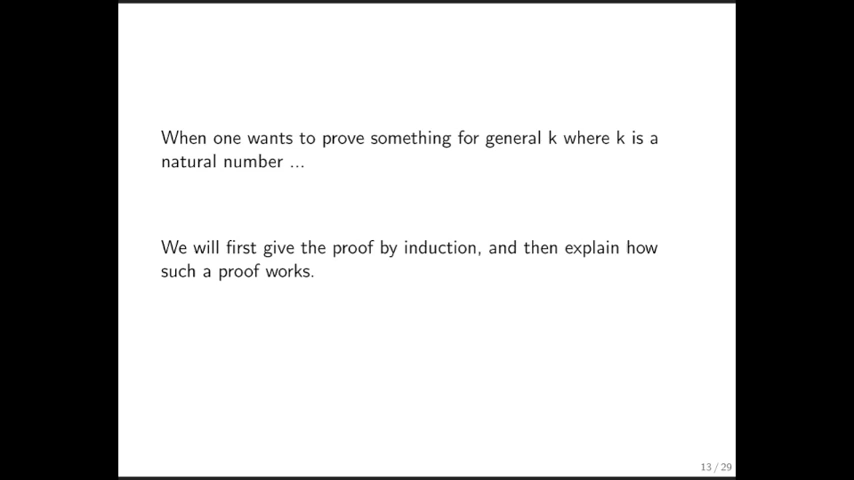 When one wants to prove something for general k where k is a
natural number ...
We will first give the proof by induction, and then explain how
such a proof works.
13 / 29